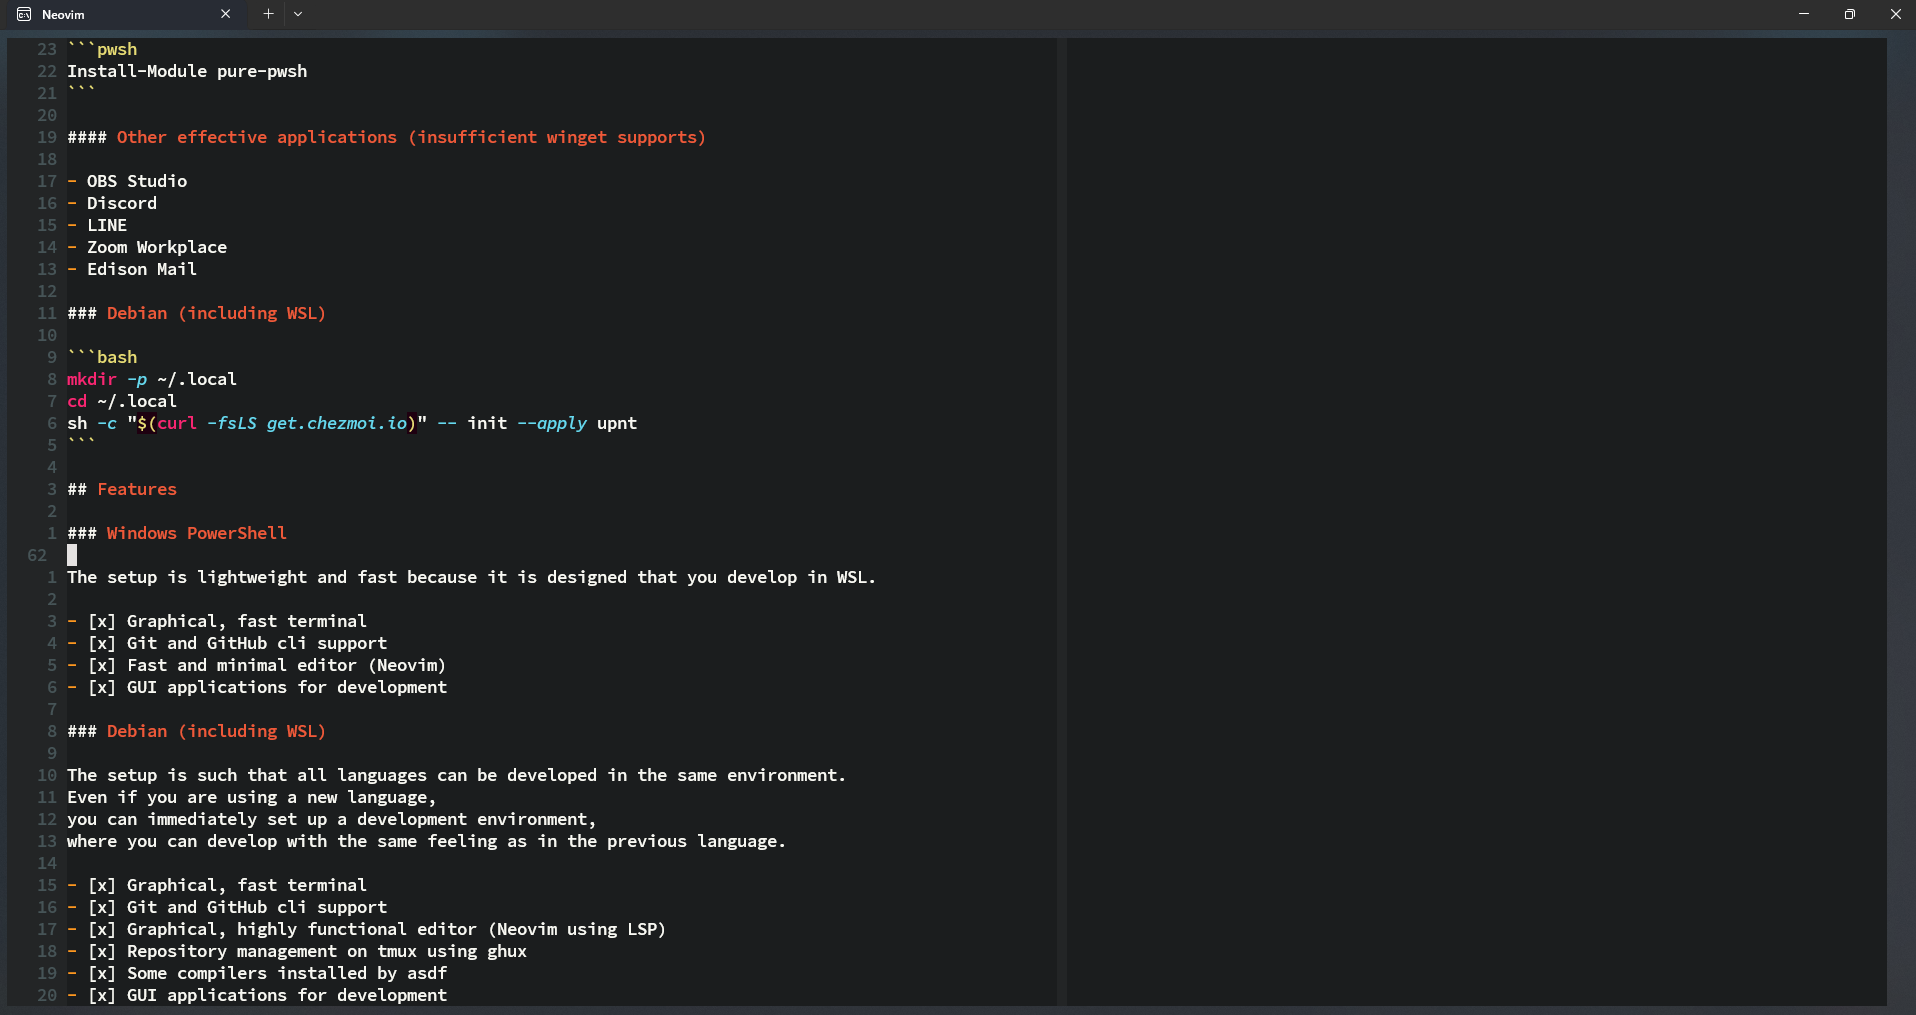 Neovim
23 ```pwsh
22 Install-Module pure-pwsh
21 ```
20
19 #### Other effective applications (insufficient winget supports)
18
17 - OBS Studio
16 - Discord
15 - LINE
14 - Zoom Workplace
13 - Edison Mail
12
11 ### Debian (including WSL)
10
9 ```bash
8 mkdir -p ~/.local
7 cd ~/.local
6 sh -c "$(curl -fsLS get.chezmoi.io)" -- init --apply upnt
5 ```
4
3 ## Features
2
1 ### Windows PowerShell
62
1 The setup is lightweight and fast because it is designed that you develop in WSL.
2
3 - [x] Graphical, fast terminal
4 - [x] Git and GitHub cli support
5 - [x] Fast and minimal editor (Neovim)
6 - [x] GUI applications for development
7
8 ### Debian (including WSL)
9
10 The setup is such that all languages can be developed in the same environment.
11 Even if you are using a new language,
12 you can immediately set up a development environment,
13 where you can develop with the same feeling as in the previous language.
14
15 - [x] Graphical, fast terminal
16 - [x] Git and GitHub cli support
17 - [x] Graphical, highly functional editor (Neovim using LSP)
18 - [x] Repository management on tmux using ghux
19 - [x] Some compilers installed by asdf
20 - [x] GUI applications for development